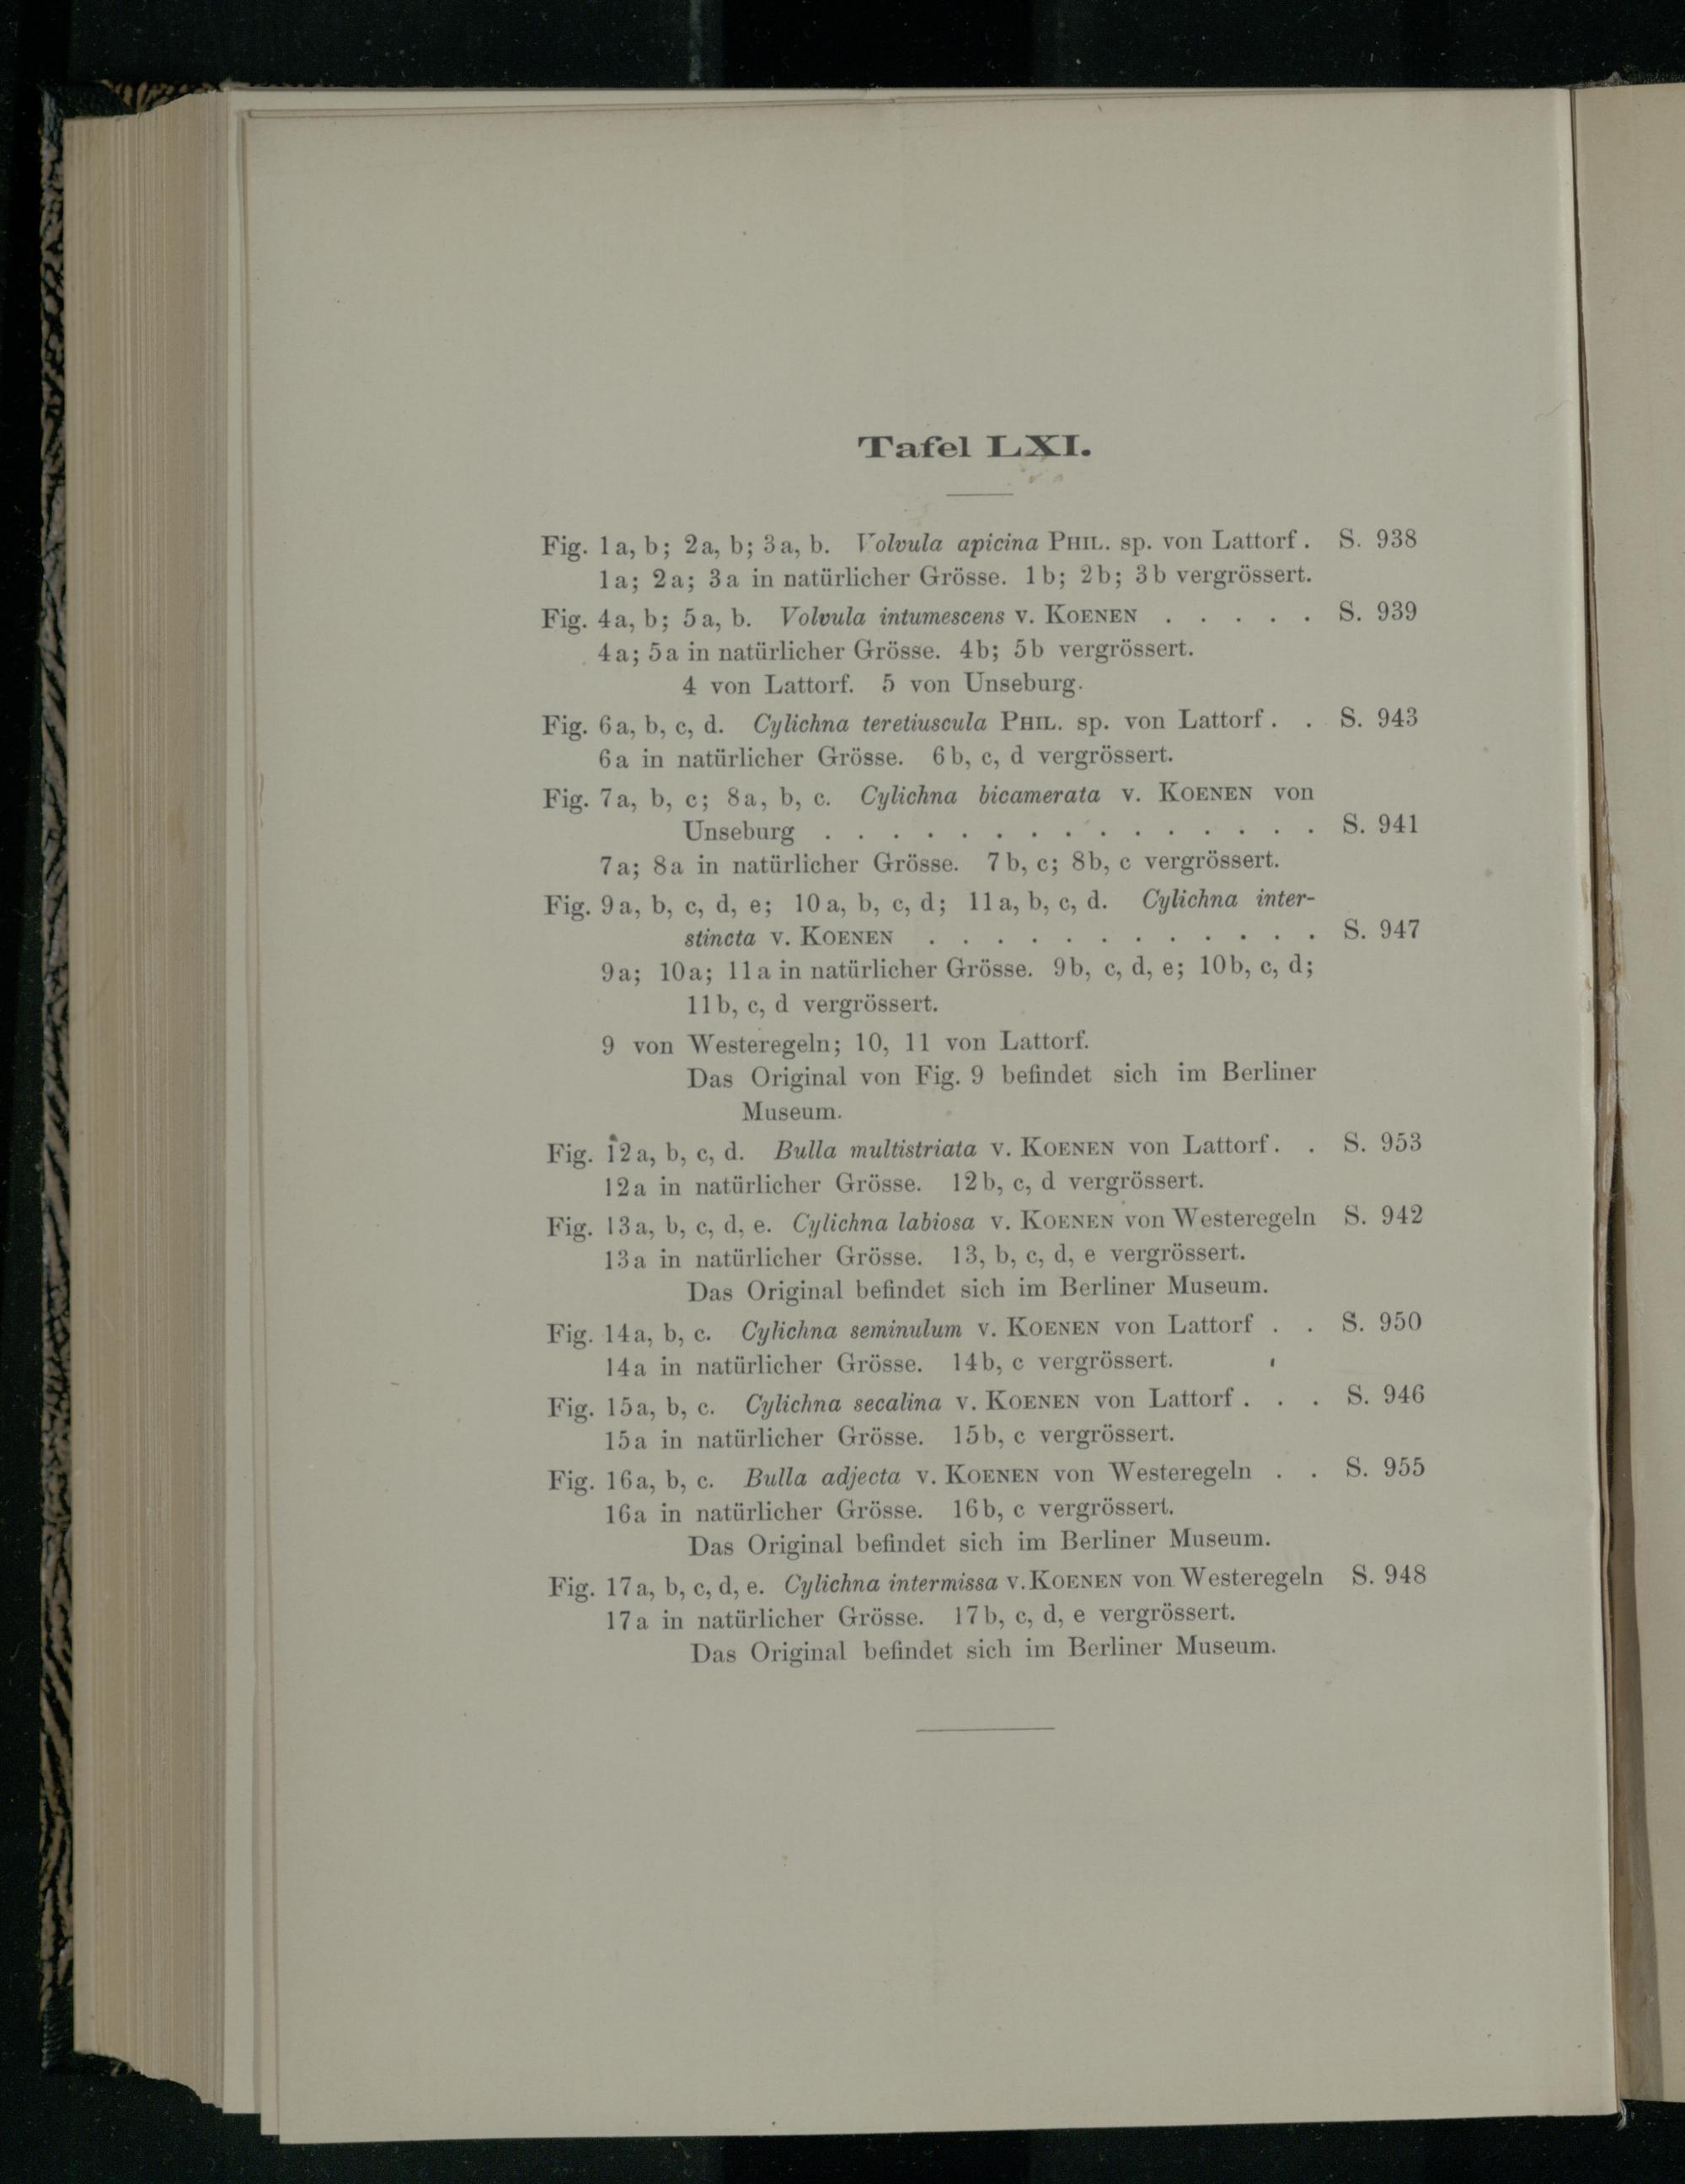 Tafel LXI.
Fig. 1a, b; 2a, b; 3a, b. Volvula apicina PHIL. sp. von Lattorf. S. 938
1a; 2a; 3a in natürlicher Grösse. 1b; 2b; 3b vergrössert.
Fig. 4a, b; 5a, b. Volvula intumescens v. KOENEN . . . . . S. 939
4a; 5a in natürlicher Grösse. 4b; 5b vergrössert.
4 von Lattorf. 5 von Unseburg.
Fig. 6a, b, c, d. Cylichna teretiuscula PHIL. sp. von Lattorf. . S. 943
6a in natürlicher Grösse. 6b, c, d vergrössert.
Fig. 7a, b, c; 8a, b, c. Cylichna bicamerata v. KOENEN von
Unseburg . . . . . . . . . . . . . . . S. 941
7a; 8a in natürlicher Grösse. 7b, c; 8b, c vergrössert.
Fig. 9a, b, c, d, e; 10a, b, c, d; 11a, b, c, d. Cylichna inter-
stincta v. KOENEN . . . . . . . . . . . . S. 947
9a; 10a; 11a in natürlicher Grösse. 9b, c, d, e; 10b, c, d;
11b, c, d vergrössert.
9 von Westeregeln; 10, 11 von Lattorf.
Das Original von Fig. 9 befindet sich im Berliner
Museum.
Fig. 12a, b, c, d. Bulla multistriata v. KOENEN von Lattorf. . S. 953
12a in natürlicher Grösse. 12b, c, d vergrössert.
Fig. 13a, b, c, d, e. Cylichna labiosa v. KOENEN von Westeregeln S. 942
13a in natürlicher Grösse. 13, b, c, d, e vergrössert.
Das Original befindet sich im Berliner Museum.
Fig. 14a, b, c. Cylichna seminulum v. KOENEN von Lattorf . . S. 950
14a in natürlicher Grösse. 14b, c vergrössert.
Fig. 15a, b, c. Cylichna secalina v. KOENEN von Lattorf . . . S. 946
15a in natürlicher Grösse. 15b, c vergrössert.
Fig. 16a, b, c. Bulla adjecta v. KOENEN von Westeregeln . . S. 955
16a in natürlicher Grösse. 16b, c vergrössert.
Das Original befindet sich im Berliner Museum.
Fig. 17a, b, c, d, e. Cylichna intermissa v. KOENEN von Westeregeln S. 948
17a in natürlicher Grösse. 17b, c, d, e vergrössert.
Das Original befindet sich im Berliner Museum.